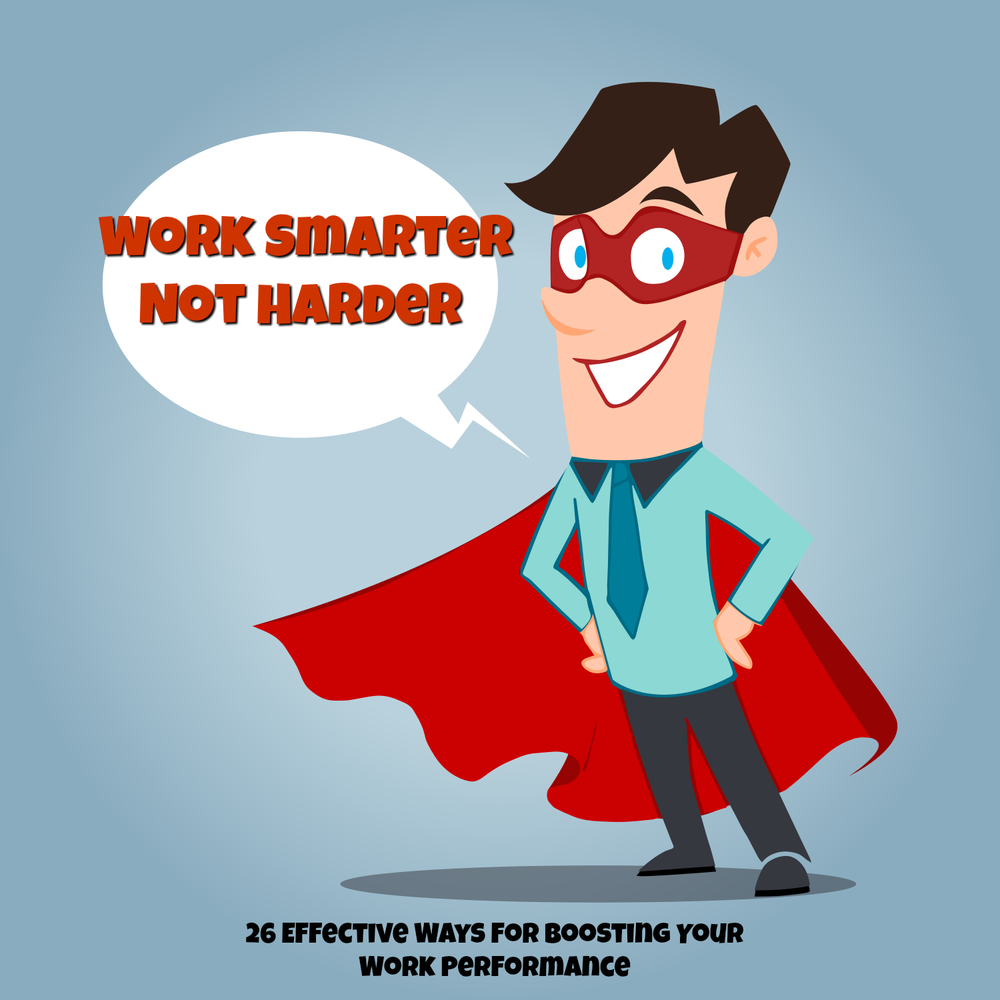 Work Smarter
Not Harder
26 Effective Ways for Boosting Your
Work Performance